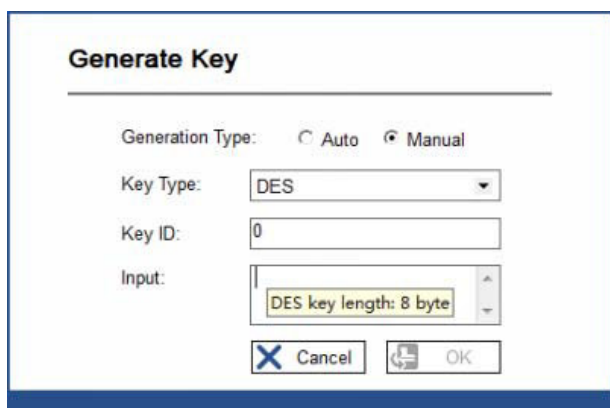 Generate Key
Generation Type: Auto Manual
Key Type: DES
Key ID: 0
Input:
DES key length: 8 byte
Cancel OK